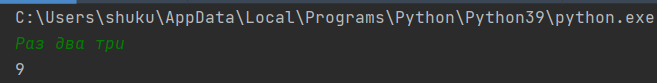 C:\Users\shuku\AppData\Local\Programs\Python\Python39\python.exe
Раз два три
9